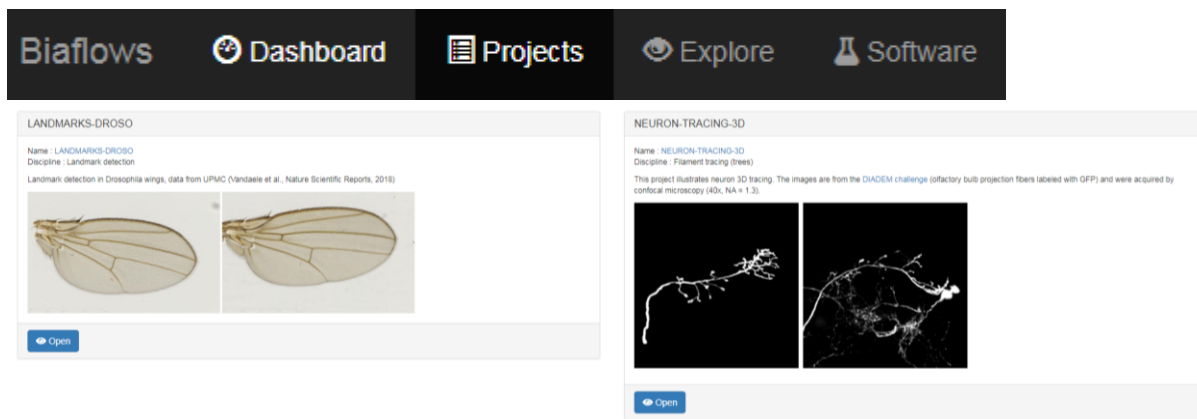 Biaflows Dashboard Projects Explore Software
LANDMARKS-DROSO
Name : LANDMARKS-DROSO
Discipline : Landmark detection
Landmark detection in Drosophila wings, data from UPMC (Vandaele et al., Nature Scientific Reports, 2018)
Open
NEURON-TRACING-3D
Name : NEURON-TRACING-3D
Discipline : Filament tracing (trees)
This project illustrates neuron 3D tracing. The images are from the DIADEM challenge (olfactory bulb projection fibers labeled with GFP) and were acquired by
confocal microscopy (40x, NA = 1.3).
Open